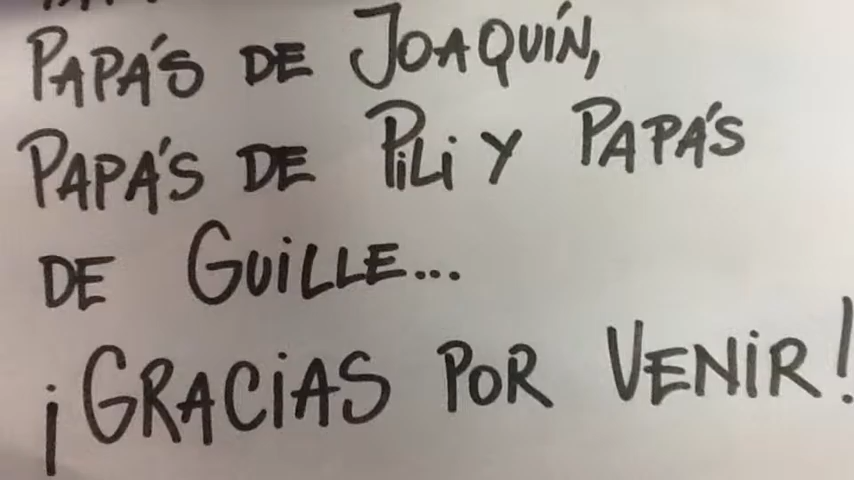 PAPÁ'S DE JOAQUÍN,
PAPÁ'S DE PiLi Y PAPÁ'S
DE GUiLLE...
¡GRACiAS POR VENiR!